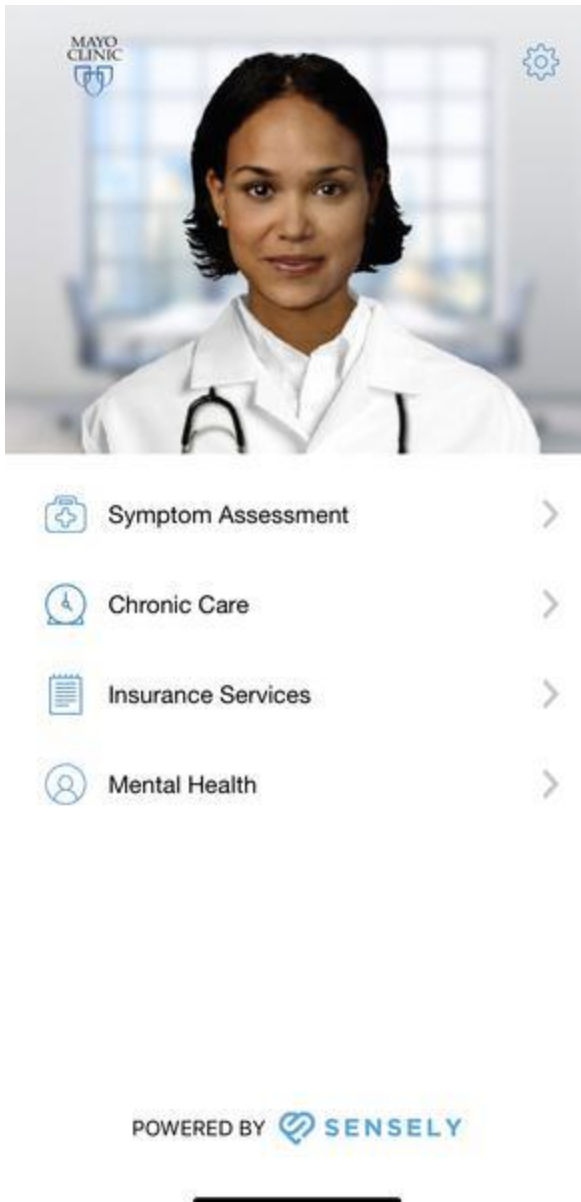 MAYO
CLINIC
Symptom Assessment
Chronic Care
Insurance Services
Mental Health
POWERED BY SENSELY